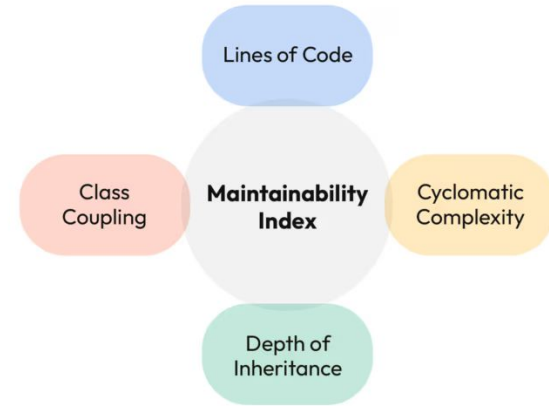 Lines of Code
Class
Coupling
Maintainability
Index
Cyclomatic
Complexity
Depth of
Inheritance